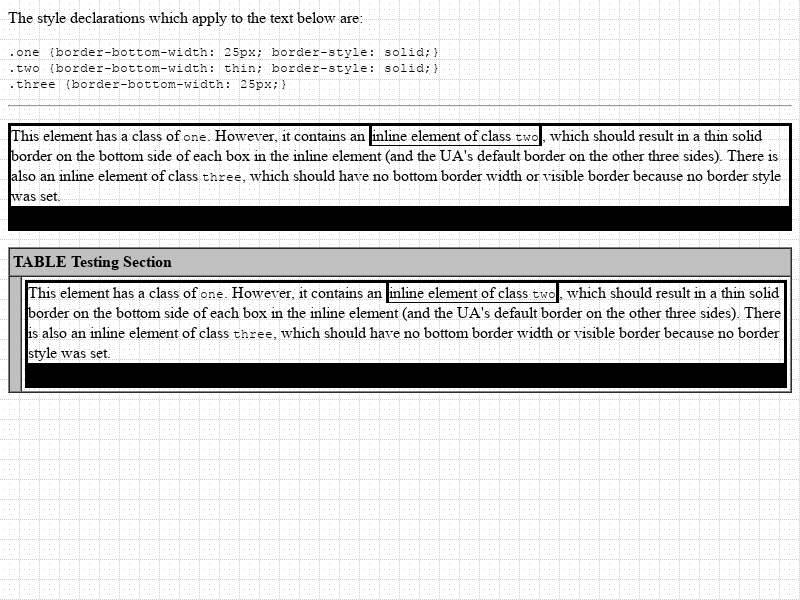 The style declarations which apply to the text below are:
.one {border-bottom-width: 25px; border-style: solid;}
.two {border-bottom-width: thin; border-style: solid;}
.three {border-bottom-width: 25px;}
This element has a class of one. However, it contains an inline element of class two, which should result in a thin solid
border on the bottom side of each box in the inline element (and the UA's default border on the other three sides). There is
also an inline element of class three, which should have no bottom border width or visible border because no border style
was set.
TABLE Testing Section
This element has a class of one. However, it contains an inline element of class two, which should result in a thin solid
border on the bottom side of each box in the inline element (and the UA's default border on the other three sides). There
is also an inline element of class three, which should have no bottom border width or visible border because no border
style was set.